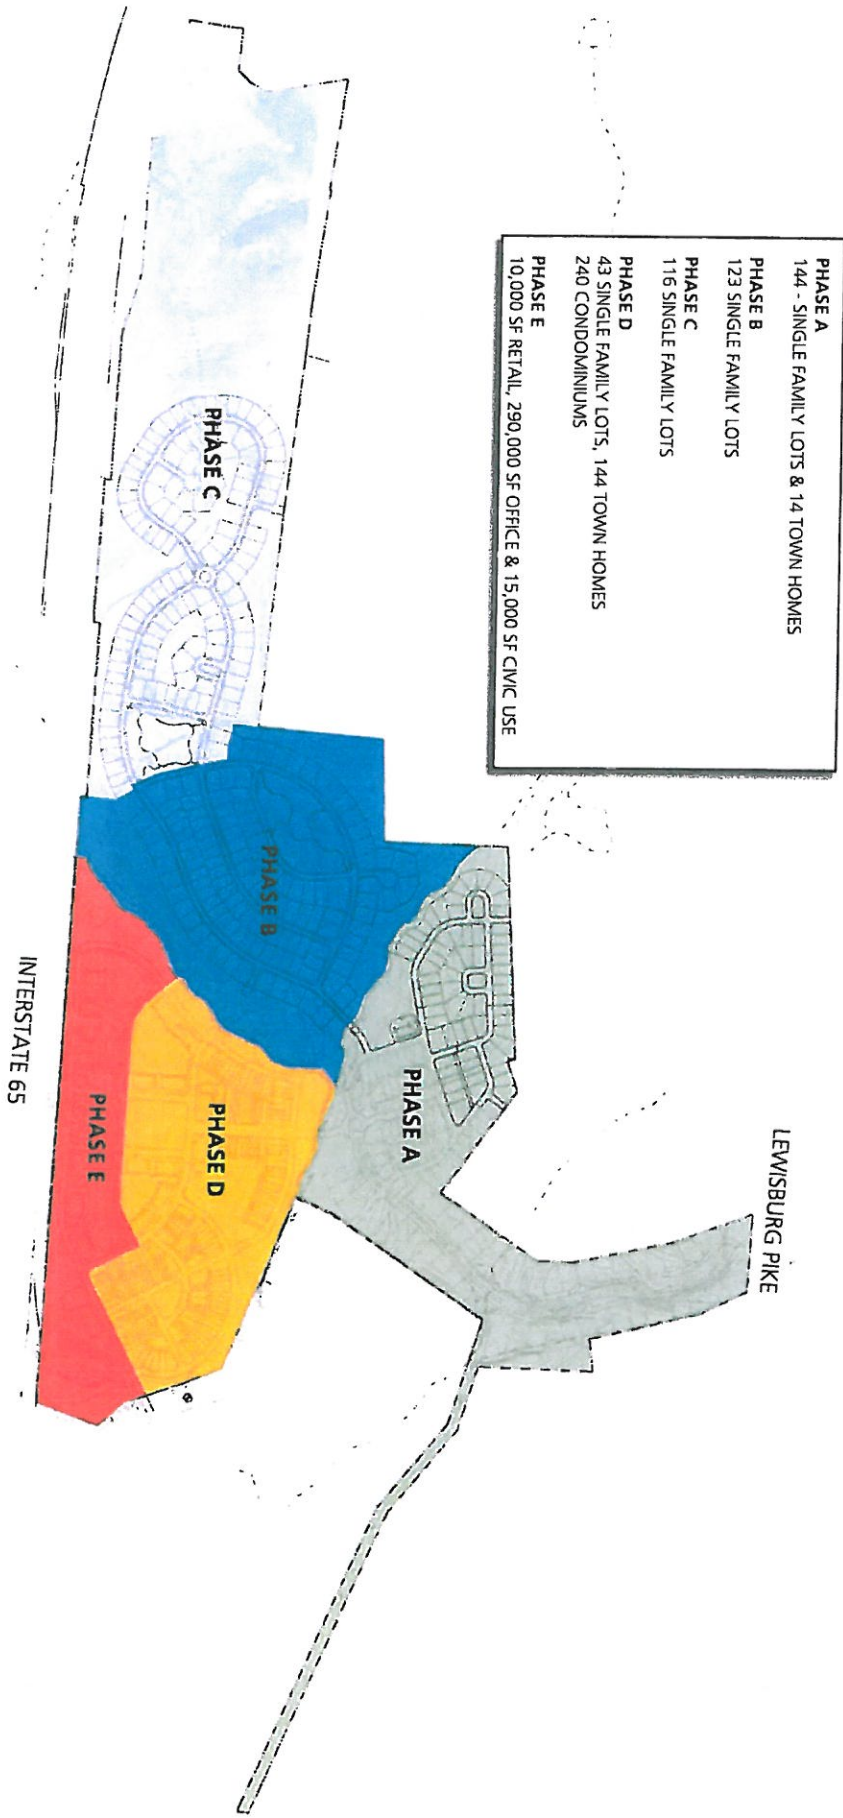 PHASE A
144 - SINGLE FAMILY LOTS & 14 TOWN HOMES
PHASE B
123 SINGLE FAMILY LOTS
PHASE C
116 SINGLE FAMILY LOTS
PHASE D
43 SINGLE FAMILY LOTS, 144 TOWN HOMES
240 CONDOMINIUMS
PHASE E
10,000 SF RETAIL, 290,000 SF OFFICE & 15,000 SF CIVIC USE
LEWISBURG PIKE
PHASE A
PHASE C
PHASE B
PHASE D
PHASE E
INTERSTATE 65